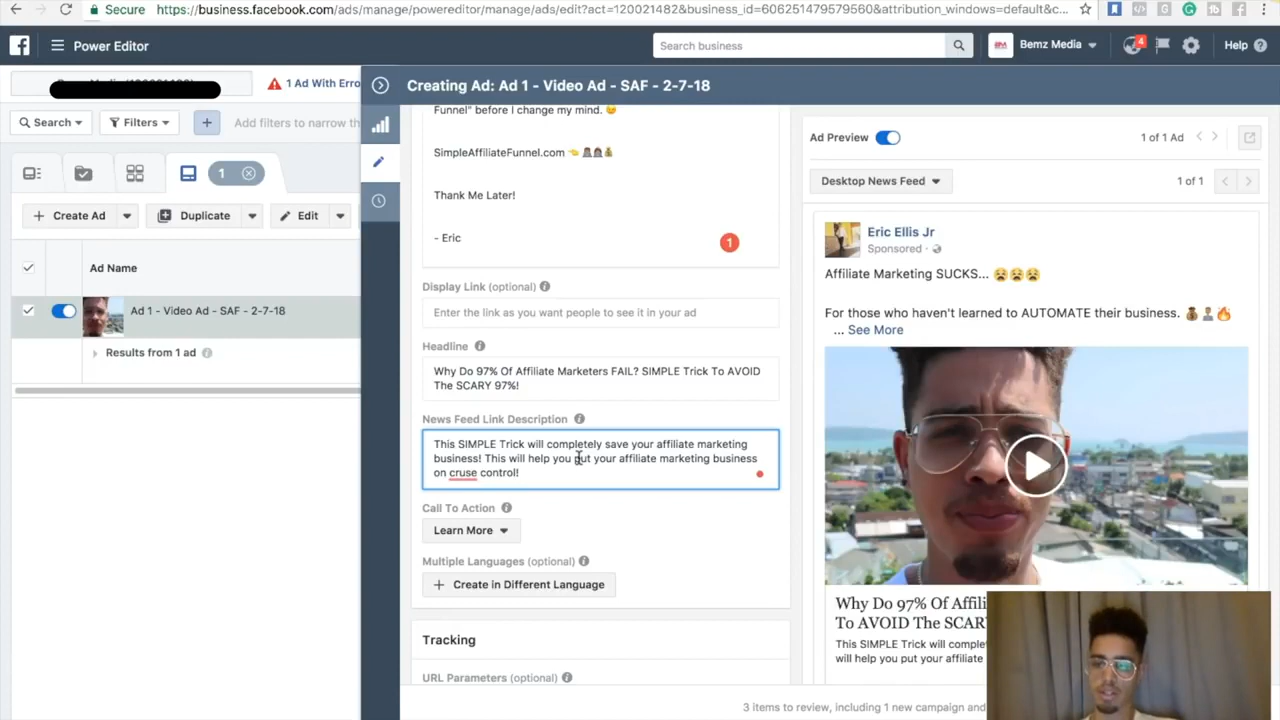 Secure https://business.facebook.com/ads/manage/powereditor/manage/ads/edit?act=120021482&business_id=606251479579560&attribution_windows=default&c...
Power Editor
Search business
Bemz Media
4
Help
1 Ad With Erro
Creating Ad: Ad 1 - Video Ad - SAF - 2-7-18
Search
Filters
Add filters to narrow th
1
Create Ad
Duplicate
Edit
Ad Name
Ad 1 - Video Ad - SAF - 2-7-18
Results from 1 ad
Funnel" before I change my mind. 😉
SimpleAffiliateFunnel.com
Thank Me Later!
- Eric
1
Display Link (optional)
Enter the link as you want people to see it in your ad
Headline
Why Do 97% Of Affiliate Marketers FAIL? SIMPLE Trick To AVOID
The SCARY 97%!
News Feed Link Description
This SIMPLE Trick will completely save your affiliate marketing
business! This will help you put your affiliate marketing business
on cruse control!
Call To Action
Learn More
Multiple Languages (optional)
Create in Different Language
Tracking
URL Parameters (optional)
Ad Preview
1 of 1 Ad
Desktop News Feed
1 of 1
Eric Ellis Jr
Sponsored
Affiliate Marketing SUCKS... 😫😫😫
For those who haven't learned to AUTOMATE their business.
... See More
Why Do 97% Of Affili
To AVOID The SCAR
This SIMPLE Trick will complet
will help you put your affiliate
3 items to review, including 1 new campaign and